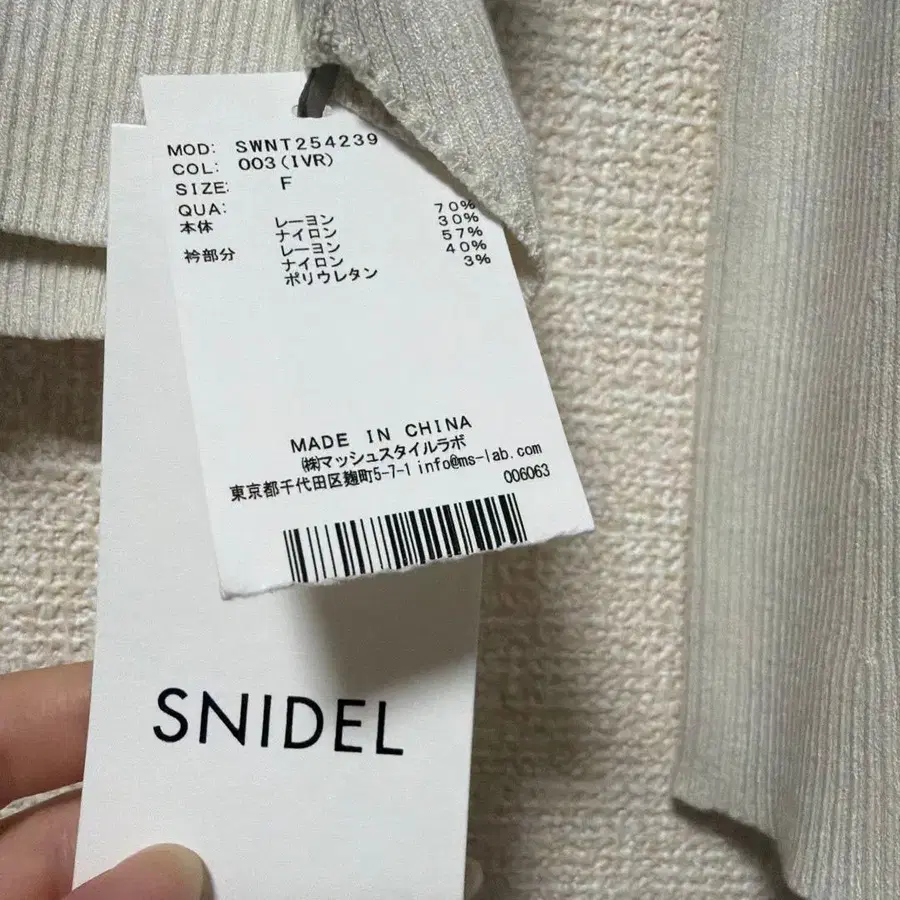 MOD: SWNT254239
COL: 003(IVR)
SIZE: F
QUA:
本体 レーヨン 70%
ナイロン 30%
衿部分 レーヨン 57%
ナイロン 40%
ポリウレタン 3%
MADE IN CHINA
㈱マッシュスタイルラボ
東京都千代田区麹町5-7-1 info@ms-lab.com
006063
SNIDEL